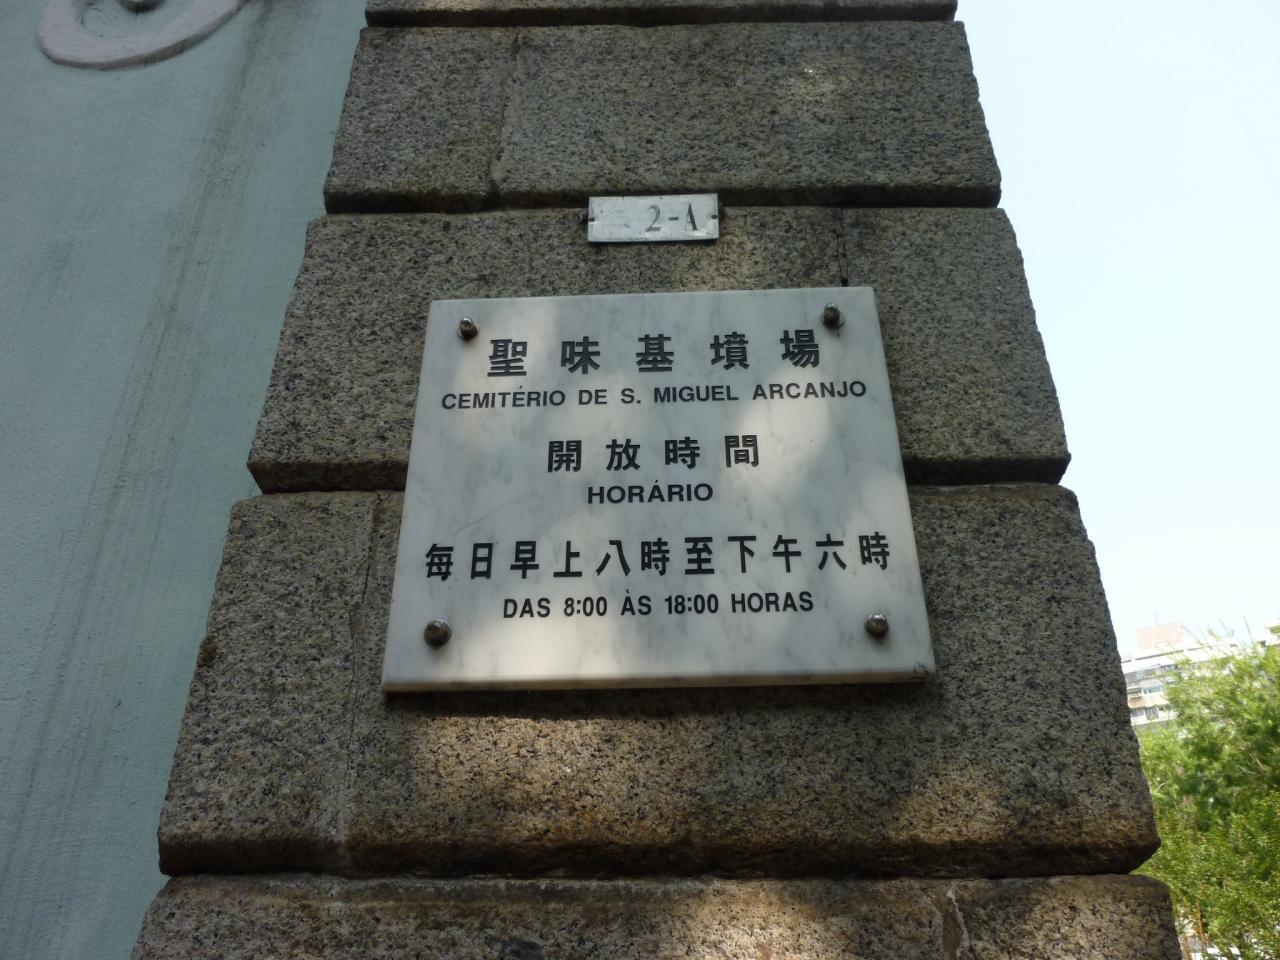 2-A
聖味基墳場
CEMITÉRIO DE S. MIGUEL ARCANJO
開放時間
HORÁRIO
每日早上八時至下午六時
DAS 8:00 ÀS 18:00 HORAS